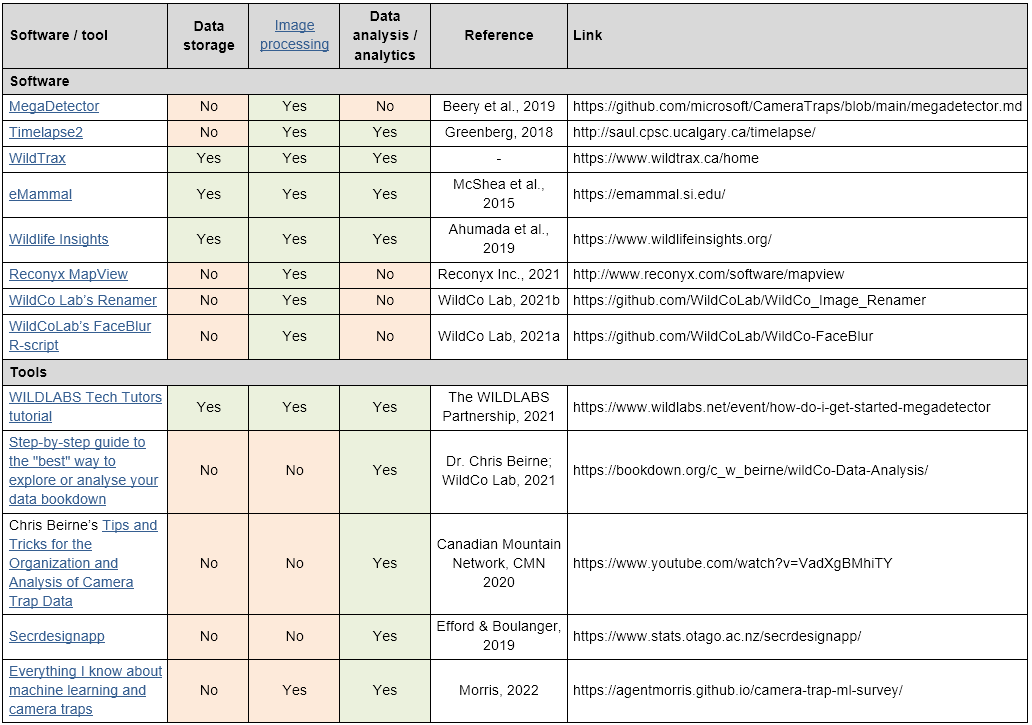 Software / tool
Data storage
Image processing
Data analysis / analytics
Reference
Link
Software
MegaDetector No Yes No Beery et al., 2019 https://github.com/microsoft/CameraTraps/blob/main/megadetector.md
Timelapse2 No Yes Yes Greenberg, 2018 http://saul.cpsc.ucalgary.ca/timelapse/
WildTrax Yes Yes Yes - https://www.wildtrax.ca/home
eMammal Yes Yes Yes McShea et al., 2015 https://emammal.si.edu/
Wildlife Insights Yes Yes Yes Ahumada et al., 2019 https://www.wildlifeinsights.org/
Reconyx MapView No Yes No Reconyx Inc., 2021 http://www.reconyx.com/software/mapview
WildCo Lab's Renamer No Yes No WildCo Lab, 2021b https://github.com/WildCoLab/WildCo_Image_Renamer
WildCoLab's FaceBlur R-script No Yes No WildCo Lab, 2021a https://github.com/WildCoLab/WildCo-FaceBlur
Tools
WILDLABS Tech Tutors tutorial Yes Yes Yes The WILDLABS Partnership, 2021 https://www.wildlabs.net/event/how-do-i-get-started-megadetector
Step-by-step guide to the "best" way to explore or analyse your data bookdown No No Yes Dr. Chris Beirne; WildCo Lab, 2021 https://bookdown.org/c_w_beirne/wildCo-Data-Analysis/
Chris Beirne's Tips and Tricks for the Organization and Analysis of Camera Trap Data No No Yes Canadian Mountain Network, CMN 2020 https://www.youtube.com/watch?v=VadXgBMhiTY
Secrdesignapp No No Yes Efford & Boulanger, 2019 https://www.stats.otago.ac.nz/secrdesignapp/
Everything I know about machine learning and camera traps No Yes Yes Morris, 2022 https://agentmorris.github.io/camera-trap-ml-survey/